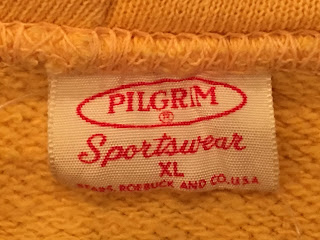 PILGRIM
®
Sportswear
XL
SEARS, ROEBUCK AND CO. U.S.A